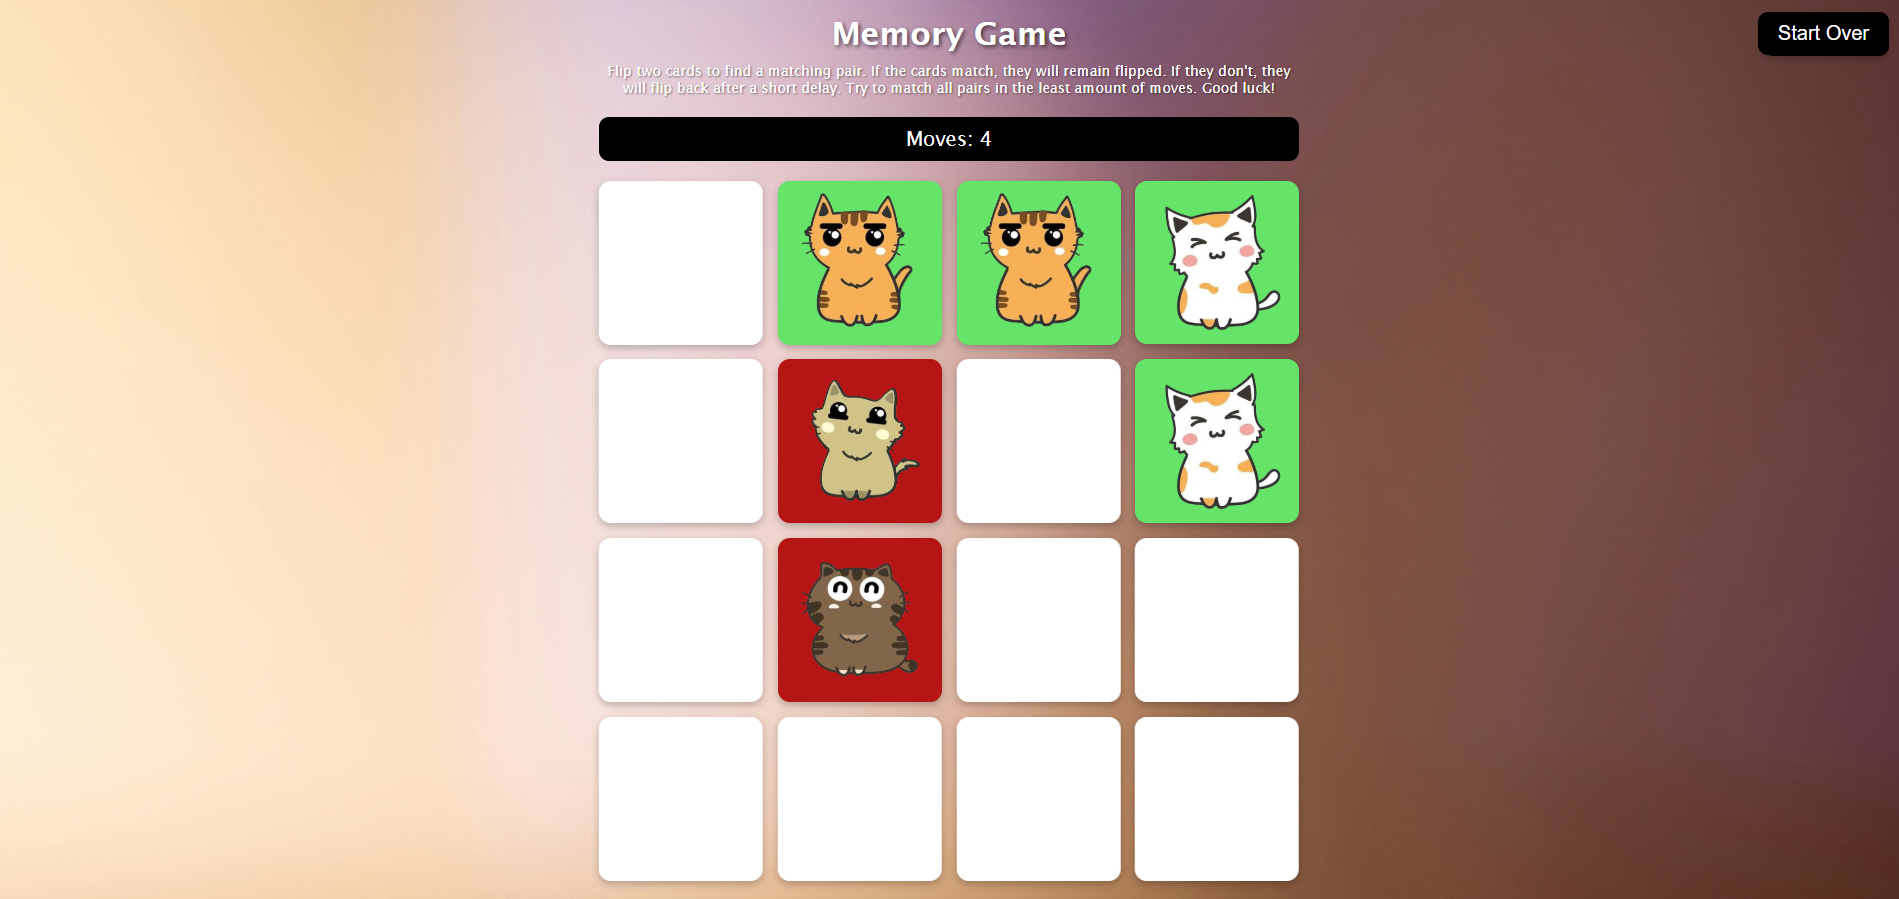 Memory Game
Start Over
Flip two cards to find a matching pair. If the cards match, they will remain flipped. If they don't, they
will flip back after a short delay. Try to match all pairs in the least amount of moves. Good luck!
Moves: 4